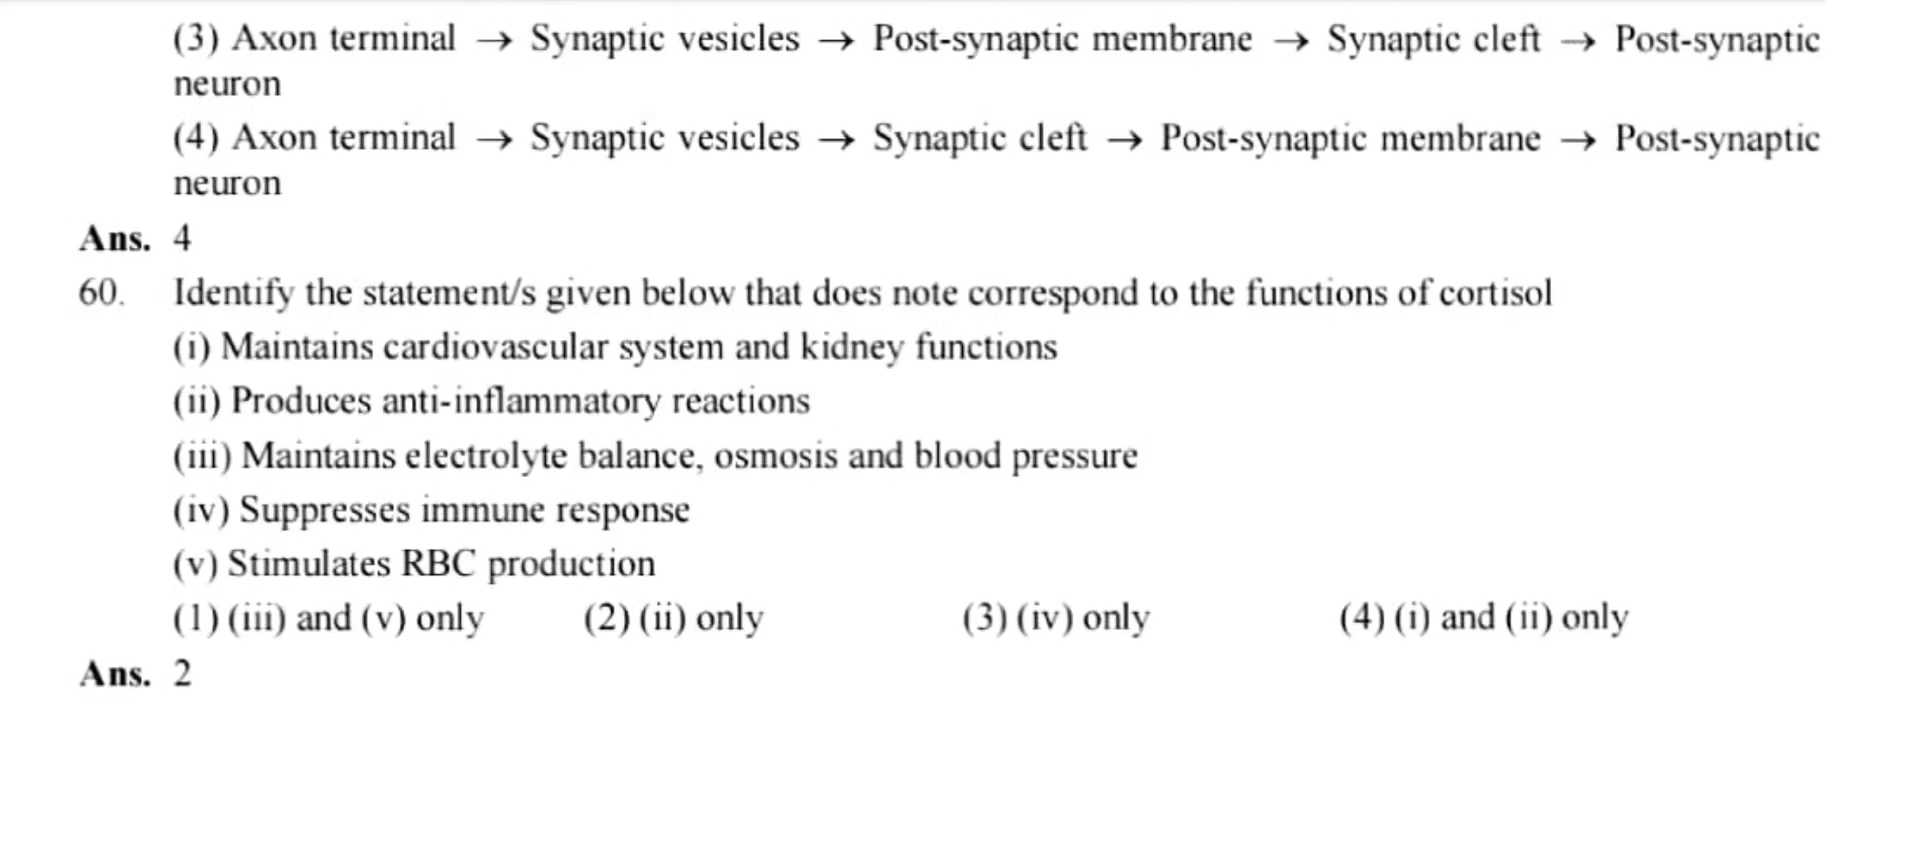 (3) Axon terminal → Synaptic vesicles → Post-synaptic membrane → Synaptic cleft → Post-synaptic
neuron
(4) Axon terminal → Synaptic vesicles → Synaptic cleft → Post-synaptic membrane → Post-synaptic
neuron
Ans. 4
60. Identify the statement/s given below that does note correspond to the functions of cortisol
(i) Maintains cardiovascular system and kidney functions
(ii) Produces anti-inflammatory reactions
(iii) Maintains electrolyte balance, osmosis and blood pressure
(iv) Suppresses immune response
(v) Stimulates RBC production
(1) (iii) and (v) only (2) (ii) only (3) (iv) only (4) (i) and (ii) only
Ans. 2